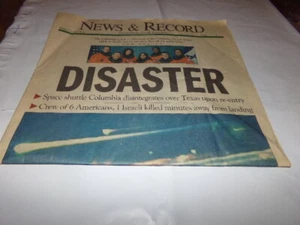 NEWS & RECORD
DISASTER
▶ Space shuttle Columbia disintegrates over Texas upon re-entry
▶ Crew of 6 Americans, 1 Israeli killed minutes away from landing